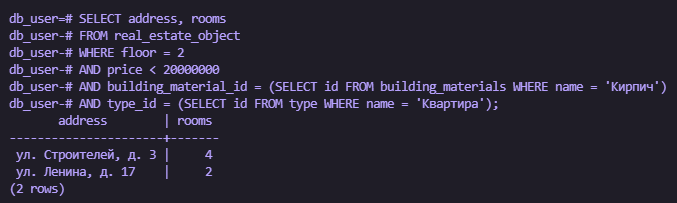 db_user=# SELECT address, rooms
db_user-# FROM real_estate_object
db_user-# WHERE floor = 2
db_user-# AND price < 20000000
db_user-# AND building_material_id = (SELECT id FROM building_materials WHERE name = 'Кирпич')
db_user-# AND type_id = (SELECT id FROM type WHERE name = 'Квартира');
       address        | rooms
----------------------+-------
 ул. Строителей, д. 3 |     4
 ул. Ленина, д. 17    |     2
(2 rows)